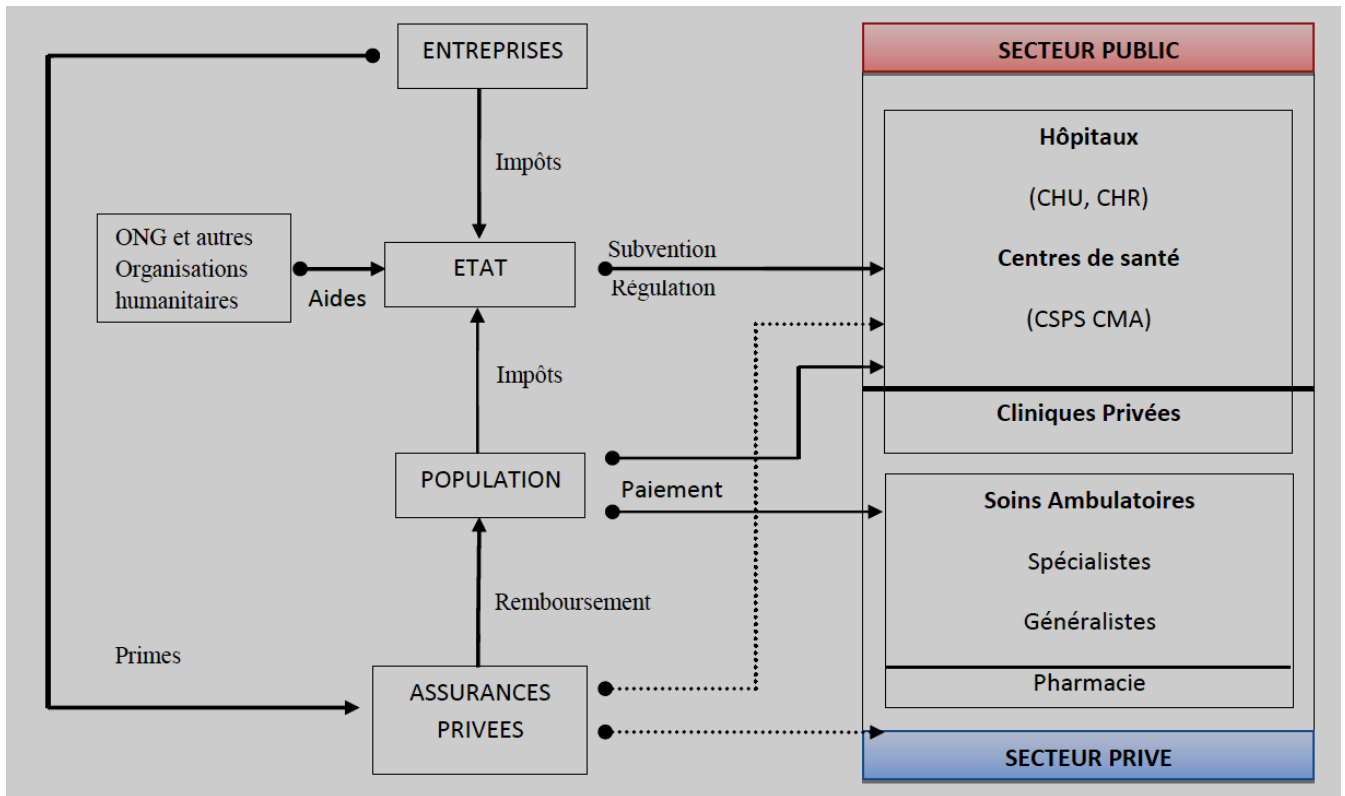 ENTREPRISES
SECTEUR PUBLIC
Hôpitaux
Impôts
(CHU, CHR)
ONG et autres
Organisations
humanitaires
Aides
ETAT
Subvention
Régulation
Centres de santé
(CSPS CMA)
Impôts
Cliniques Privées
POPULATION
Paiement
Soins Ambulatoires
Spécialistes
Remboursement
Généralistes
Primes
Pharmacie
ASSURANCES
PRIVEES
SECTEUR PRIVE